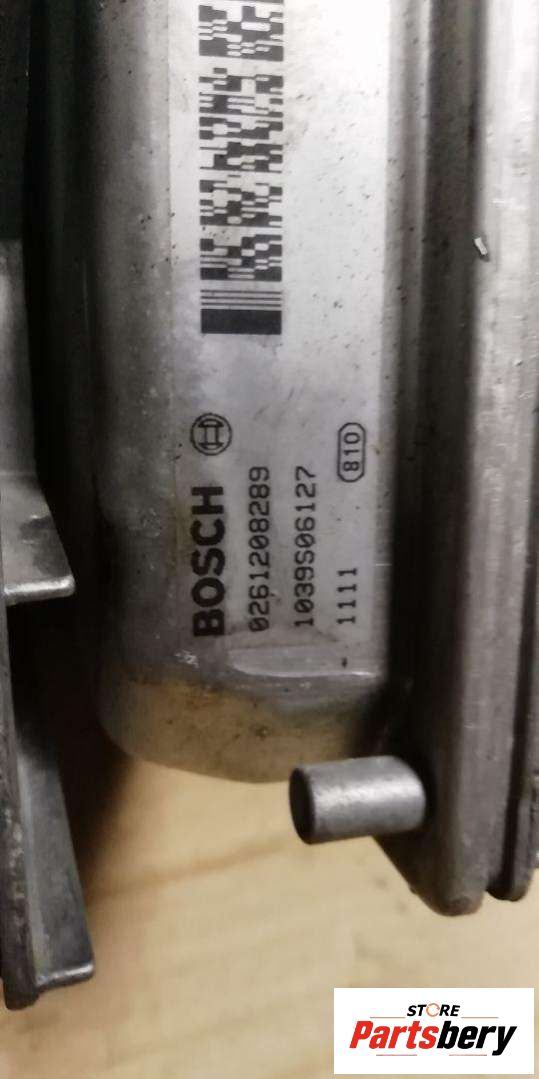 BOSCH
0261208289
1039S06127
1111
810
STORE
Partsbery